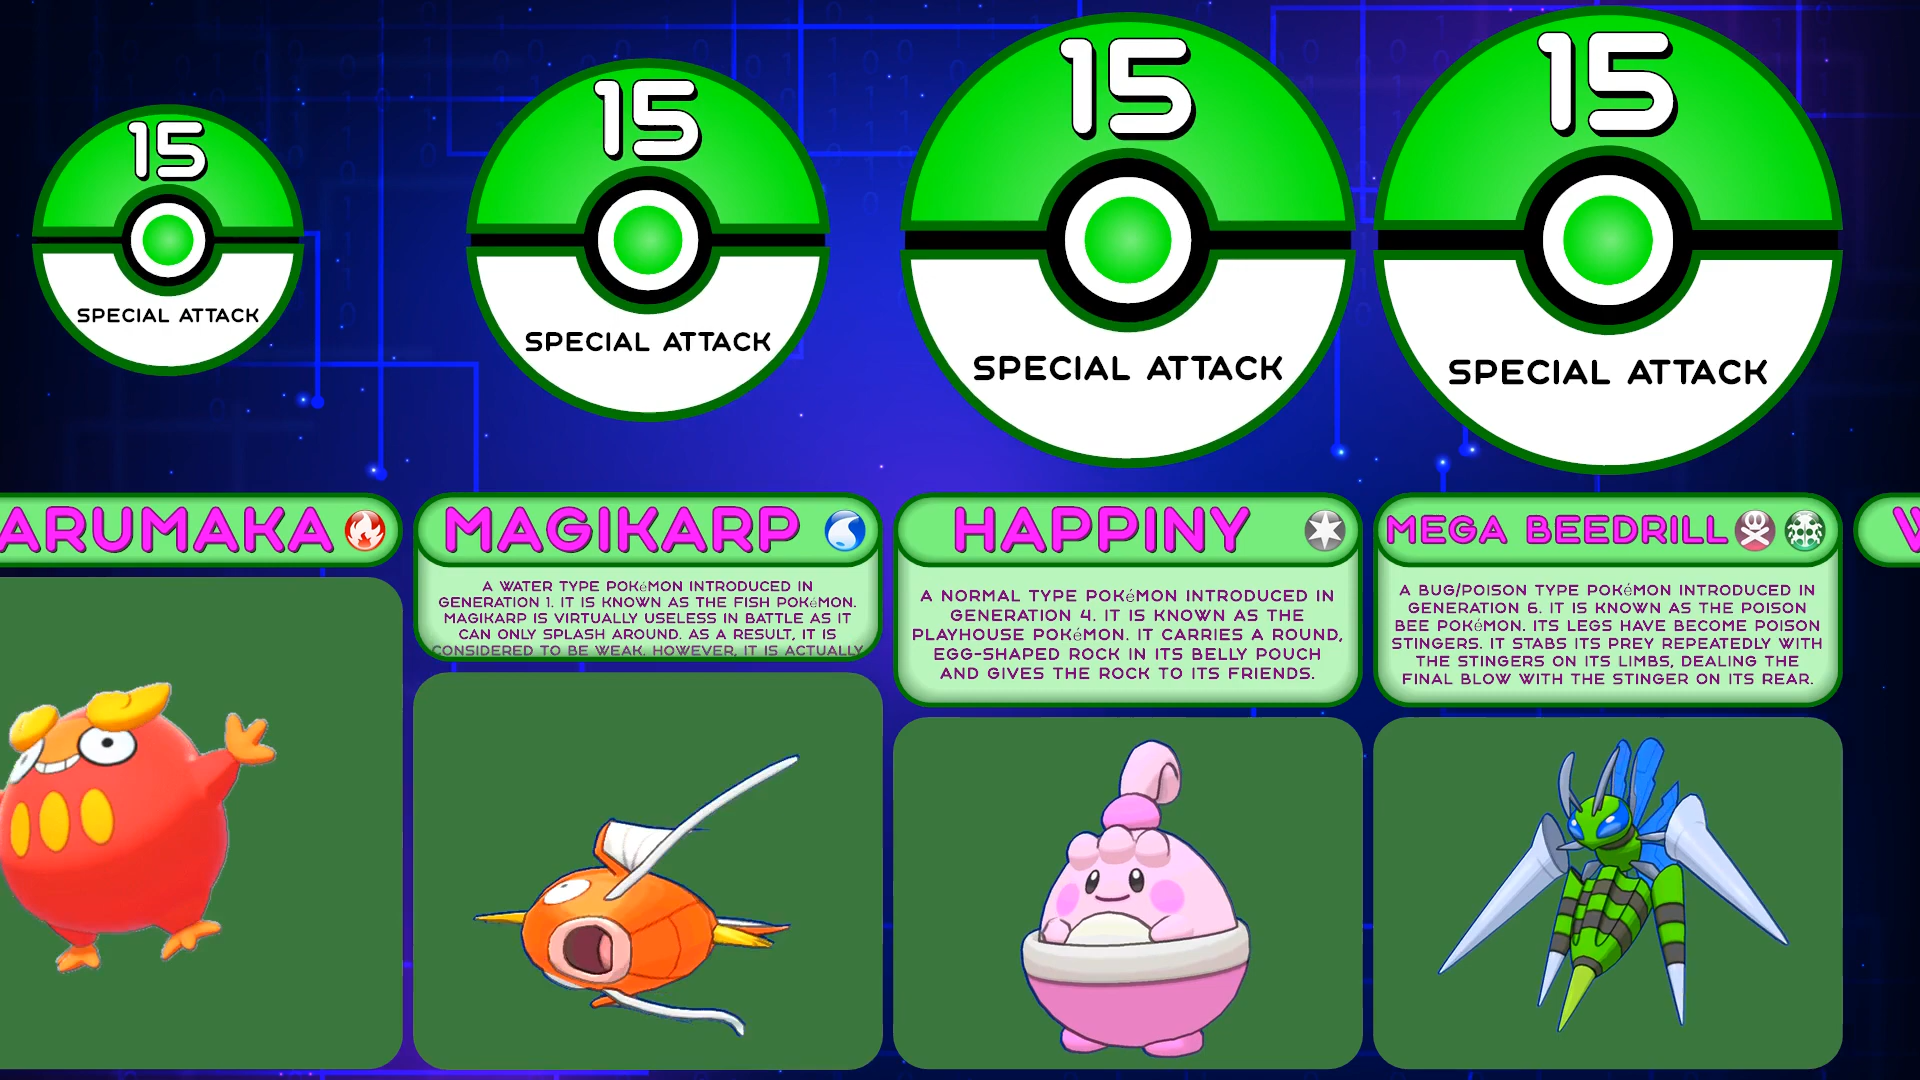 15
SPECIAL ATTACK
15
SPECIAL ATTACK
15
SPECIAL ATTACK
15
SPECIAL ATTACK
ARUMAKA
MAGIKARP
A WATER TYPE POKéMON INTRODUCED IN
GENERATION 1. IT IS KNOWN AS THE FISH POKéMON.
MAGIKARP IS VIRTUALLY USELESS IN BATTLE AS IT
CAN ONLY SPLASH AROUND. AS A RESULT, IT IS
CONSIDERED TO BE WEAK. HOWEVER, IT IS ACTUALLY
HAPPINY
A NORMAL TYPE POKéMON INTRODUCED IN
GENERATION 4. IT IS KNOWN AS THE
PLAYHOUSE POKéMON. IT CARRIES A ROUND,
EGG-SHAPED ROCK IN ITS BELLY POUCH
AND GIVES THE ROCK TO ITS FRIENDS.
MEGA BEEDRILL
A BUG/POISON TYPE POKéMON INTRODUCED IN
GENERATION 6. IT IS KNOWN AS THE POISON
BEE POKéMON. ITS LEGS HAVE BECOME POISON
STINGERS. IT STABS ITS PREY REPEATEDLY WITH
THE STINGERS ON ITS LIMBS, DEALING THE
FINAL BLOW WITH THE STINGER ON ITS REAR.